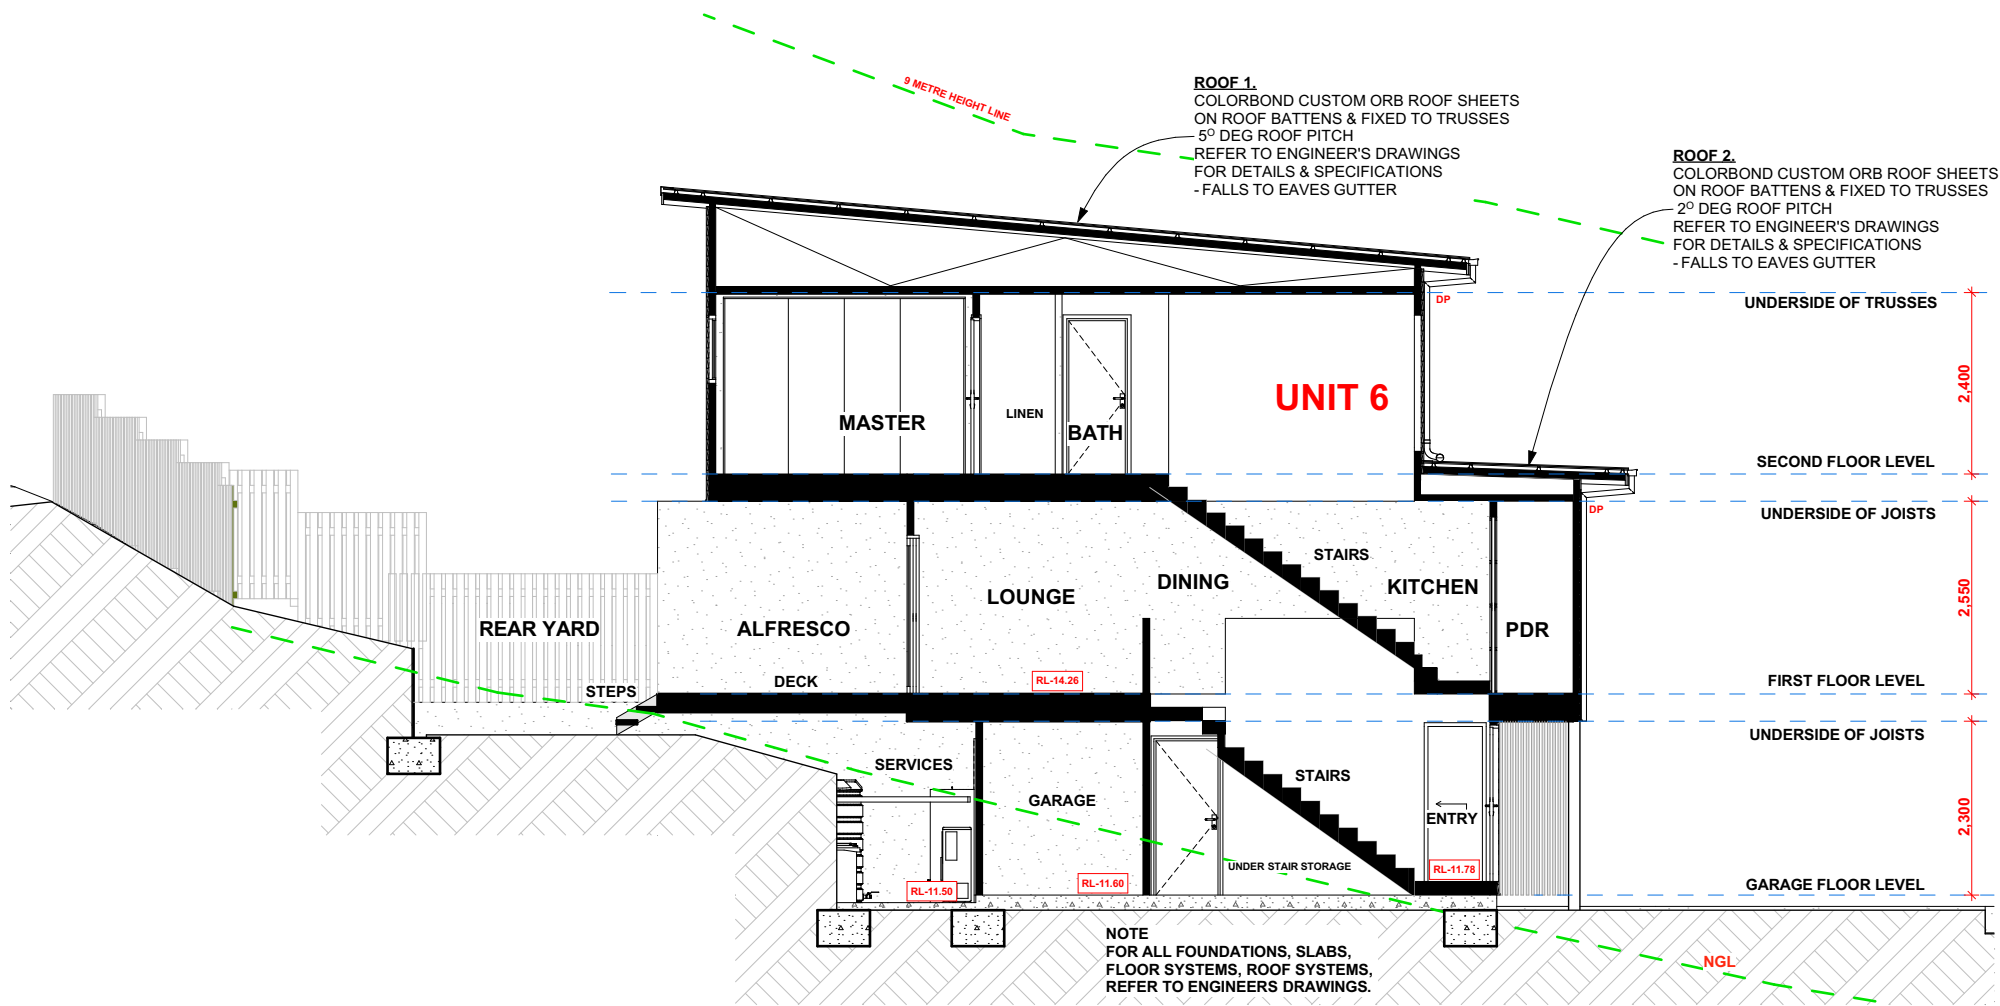 9 METRE HEIGHT LINE
ROOF 1.
COLORBOND CUSTOM ORB ROOF SHEETS
ON ROOF BATTENS & FIXED TO TRUSSES
5° DEG ROOF PITCH
REFER TO ENGINEER'S DRAWINGS
FOR DETAILS & SPECIFICATIONS
- FALLS TO EAVES GUTTER
ROOF 2.
COLORBOND CUSTOM ORB ROOF SHEETS
ON ROOF BATTENS & FIXED TO TRUSSES
2° DEG ROOF PITCH
REFER TO ENGINEER'S DRAWINGS
FOR DETAILS & SPECIFICATIONS
- FALLS TO EAVES GUTTER
DP
UNDERSIDE OF TRUSSES
2,400
UNIT 6
MASTER
LINEN
BATH
SECOND FLOOR LEVEL
DP
UNDERSIDE OF JOISTS
STAIRS
DINING
KITCHEN
LOUNGE
2,550
REAR YARD
ALFRESCO
PDR
STEPS
DECK
RL-14.26
FIRST FLOOR LEVEL
UNDERSIDE OF JOISTS
SERVICES
STAIRS
GARAGE
ENTRY
2,300
UNDER STAIR STORAGE
RL-11.50
RL-11.60
RL-11.78
GARAGE FLOOR LEVEL
NOTE
FOR ALL FOUNDATIONS, SLABS,
FLOOR SYSTEMS, ROOF SYSTEMS,
REFER TO ENGINEERS DRAWINGS.
NGL